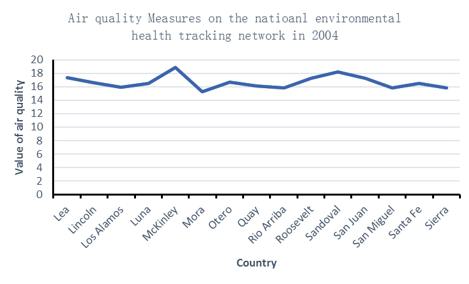 Air quality Measures on the natioanl environmental
health tracking network in 2004
Value of air quality
20
18
16
14
12
10
8
6
4
2
0
Lea
Lincoln
Los Alamos
Luna
McKinley
Mora
Otero
Quay
Rio Arriba
Roosevelt
Sandoval
San Juan
San Miguel
Santa Fe
Sierra
Country